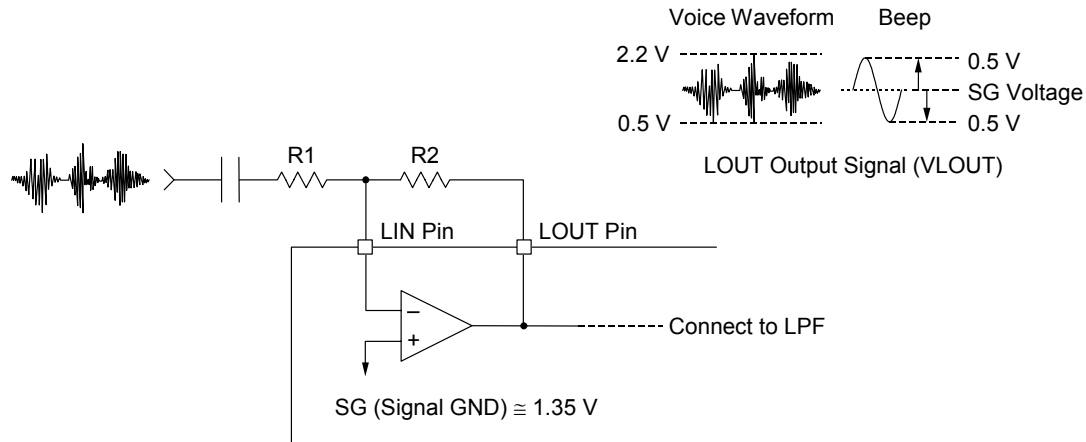 Voice Waveform
Beep
2.2 V
0.5 V
0.5 V
SG Voltage
0.5 V
LOUT Output Signal (VLOUT)
R1
R2
LIN Pin
LOUT Pin
−
+
Connect to LPF
SG (Signal GND) ≅ 1.35 V